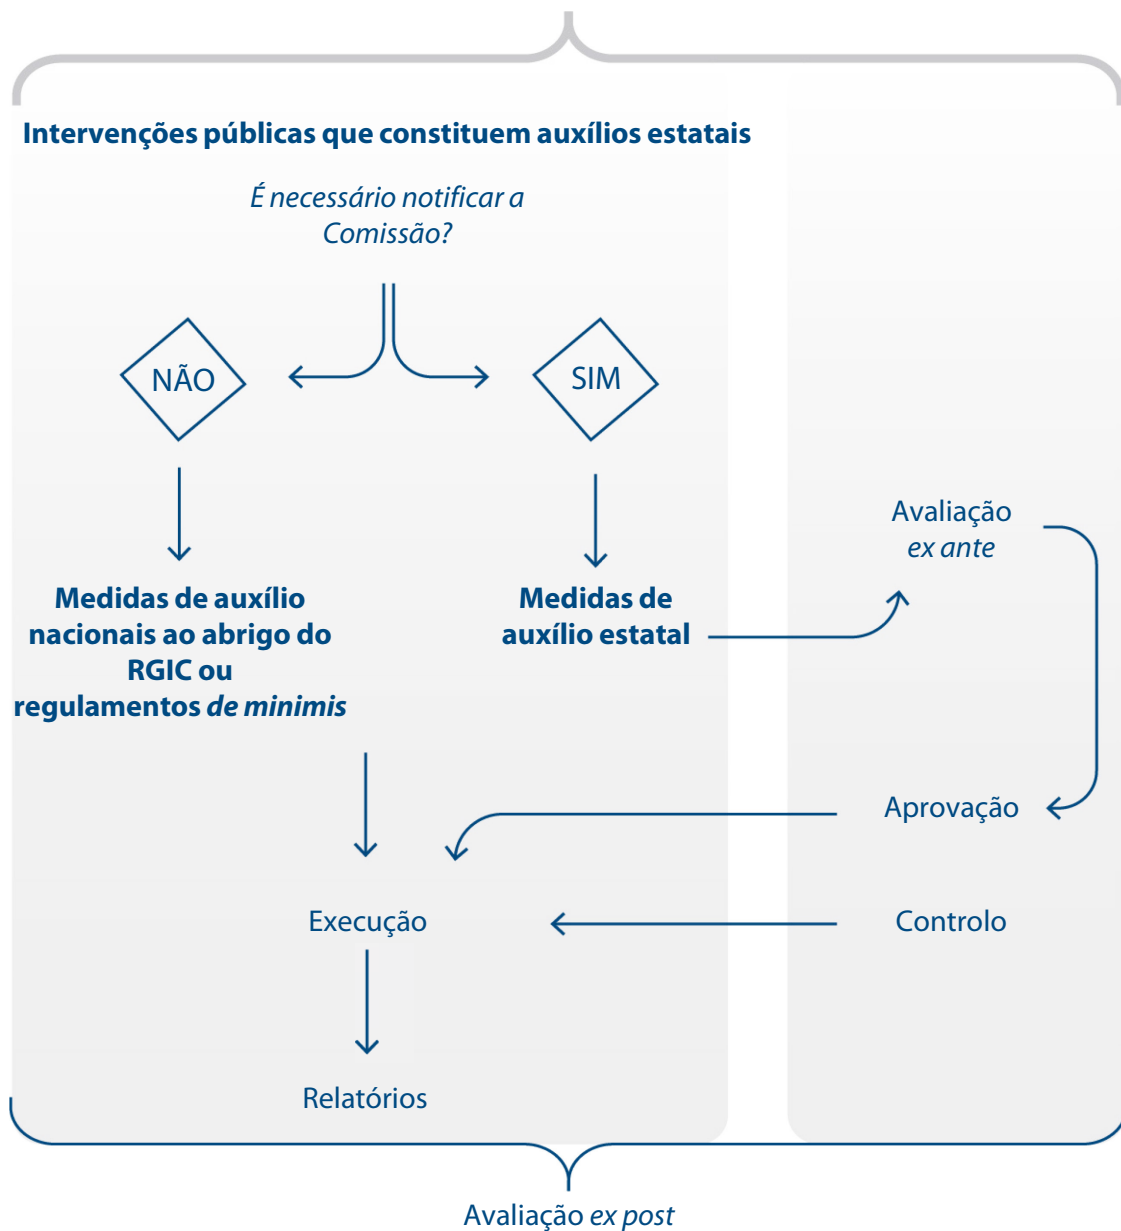 Intervenções públicas que constituem auxílios estatais
É necessário notificar a
Comissão?
NÃO
SIM
Medidas de auxílio
nacionais ao abrigo do
RGIC ou
regulamentos de minimis
Medidas de
auxílio estatal
Avaliação
ex ante
Aprovação
Execução
Controlo
Relatórios
Avaliação ex post